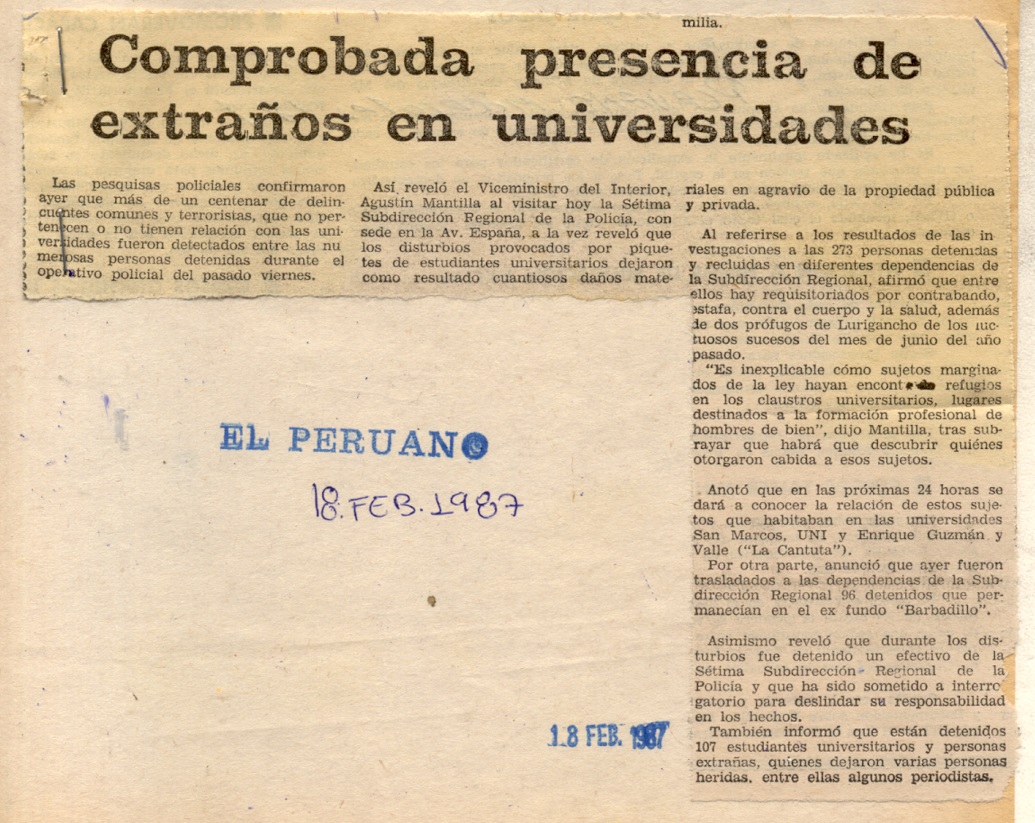 milia.
Comprobada presencia de
extraños en universidades
Las pesquisas policiales confirmaron
ayer que más de un centenar de delin-
cuentes comunes y terroristas, que no per-
tenecen o no tienen relación con las uni-
versidades fueron detectados entre las nu
merosas personas detenidas durante el
operativo policial del pasado viernes.
Así reveló el Viceministro del Interior,
Agustín Mantilla al visitar hoy la Sétima
Subdirección Regional de la Policía, con
sede en la Av. España, a la vez reveló que
los disturbios provocados por pique-
tes de estudiantes universitarios dejaron
como resultado cuantiosos daños mate-
riales en agravio de la propiedad pública
y privada.
Al referirse a los resultados de las in
vestigaciones a las 273 personas detenidas
y recluidas en diferentes dependencias de
la Subdirección Regional, afirmó que entre
ellos hay requisitoriados por contrabando,
estafa, contra el cuerpo y la salud, además
de dos prófugos de Lurigancho de los luc-
tuosos sucesos del mes de junio del año
pasado.
"Es inexplicable cómo sujetos margina-
dos de la ley hayan refugios
en los claustros universitarios, lugares
destinados a la formación profesional de
hombres de bien", dijo Mantilla, tras sub-
rayar que habrá que descubrir quiénes
otorgaron cabida a esos sujetos.
Anotó que en las próximas 24 horas se
dará a conocer la relación de estos suje-
tos que habitaban en las universidades
San Marcos, UNI y Enrique Guzmán y
Valle ("La Cantuta").
Por otra parte, anunció que ayer fueron
trasladados a las dependencias de la Sub-
dirección Regional 96 detenidos que per-
manecían en el ex fundo "Barbadillo".
Asimismo reveló que durante los dis-
turbios fue detenido un efectivo de la
Sétima Subdirección Regional de la
Policía y que ha sido sometido a interro
gatorio para deslindar su responsabilidad
en los hechos.
También informó que están detenidos
107 estudiantes universitarios y personas
extrañas, quienes dejaron varias personas
heridas, entre ellas algunos periodistas.
EL PERUANO
18.FEB.1987
18 FEB. 1987